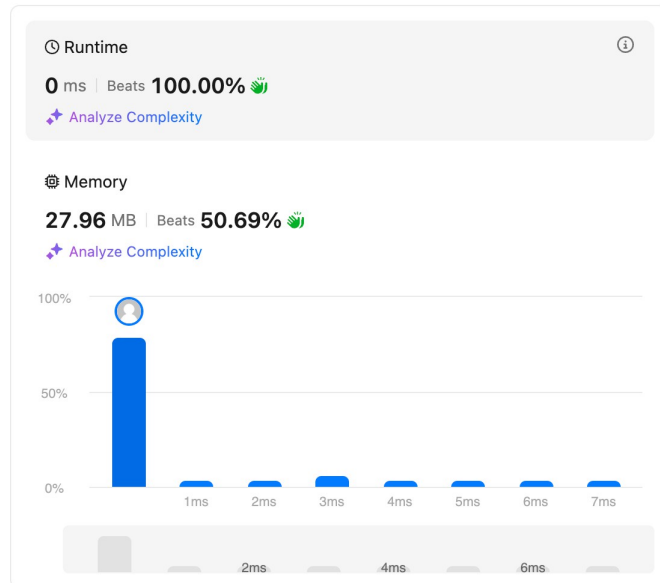 Runtime
0 ms | Beats 100.00%
Analyze Complexity
Memory
27.96 MB | Beats 50.69%
Analyze Complexity
100%
50%
0%
1ms 2ms 3ms 4ms 5ms 6ms 7ms
2ms 4ms 6ms